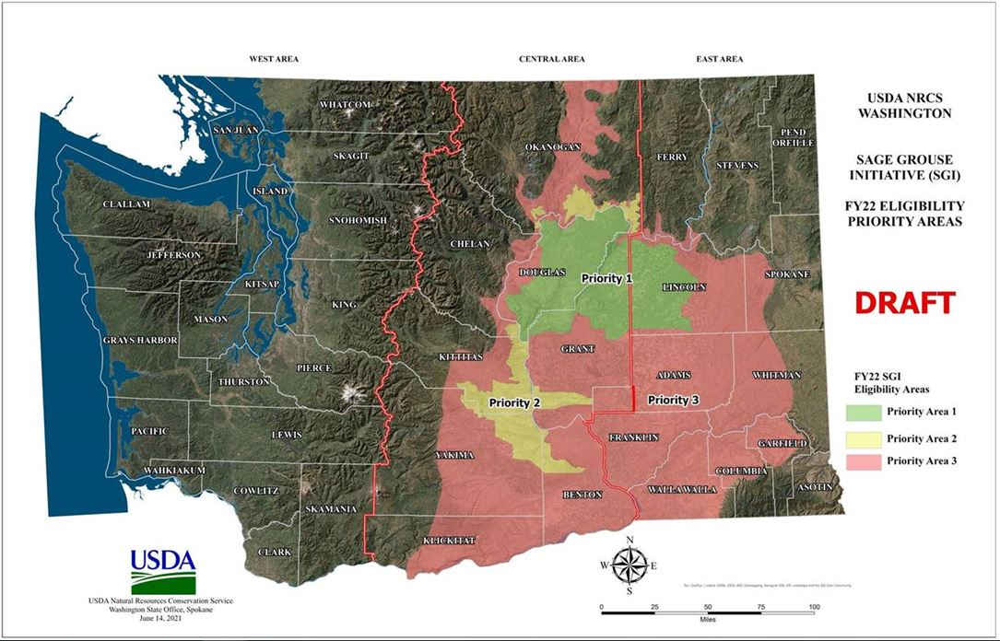 WEST AREA
CENTRAL AREA
EAST AREA
USDA NRCS
WASHINGTON
SAGE GROUSE
INITIATIVE (SGI)
FY22 ELIGIBILITY
PRIORITY AREAS
DRAFT
FY22 SGI
Eligibility Areas
Priority Area 1
Priority Area 2
Priority Area 3
WHATCOM
SAN JUAN
SKAGIT
ISLAND
CLALLAM
SNOHOMISH
JEFFERSON
KITSAP
KING
MASON
GRAYS HARBOR
PIERCE
THURSTON
PACIFIC
LEWIS
WAHKIAKUM
COWLITZ
SKAMANIA
CLARK
OKANOGAN
CHELAN
DOUGLAS
Priority 1
KITTITAS
GRANT
Priority 2
YAKIMA
BENTON
KLICKITAT
FERRY
STEVENS
PEND
OREILLE
LINCOLN
SPOKANE
ADAMS
WHITMAN
Priority 3
FRANKLIN
GARFIELD
COLUMBIA
WALLA WALLA
ASOTIN
N
W
E
S
0
25
50
75
100
Miles
USDA
USDA Natural Resources Conservation Service
Washington State Office, Spokane
June 14, 2021